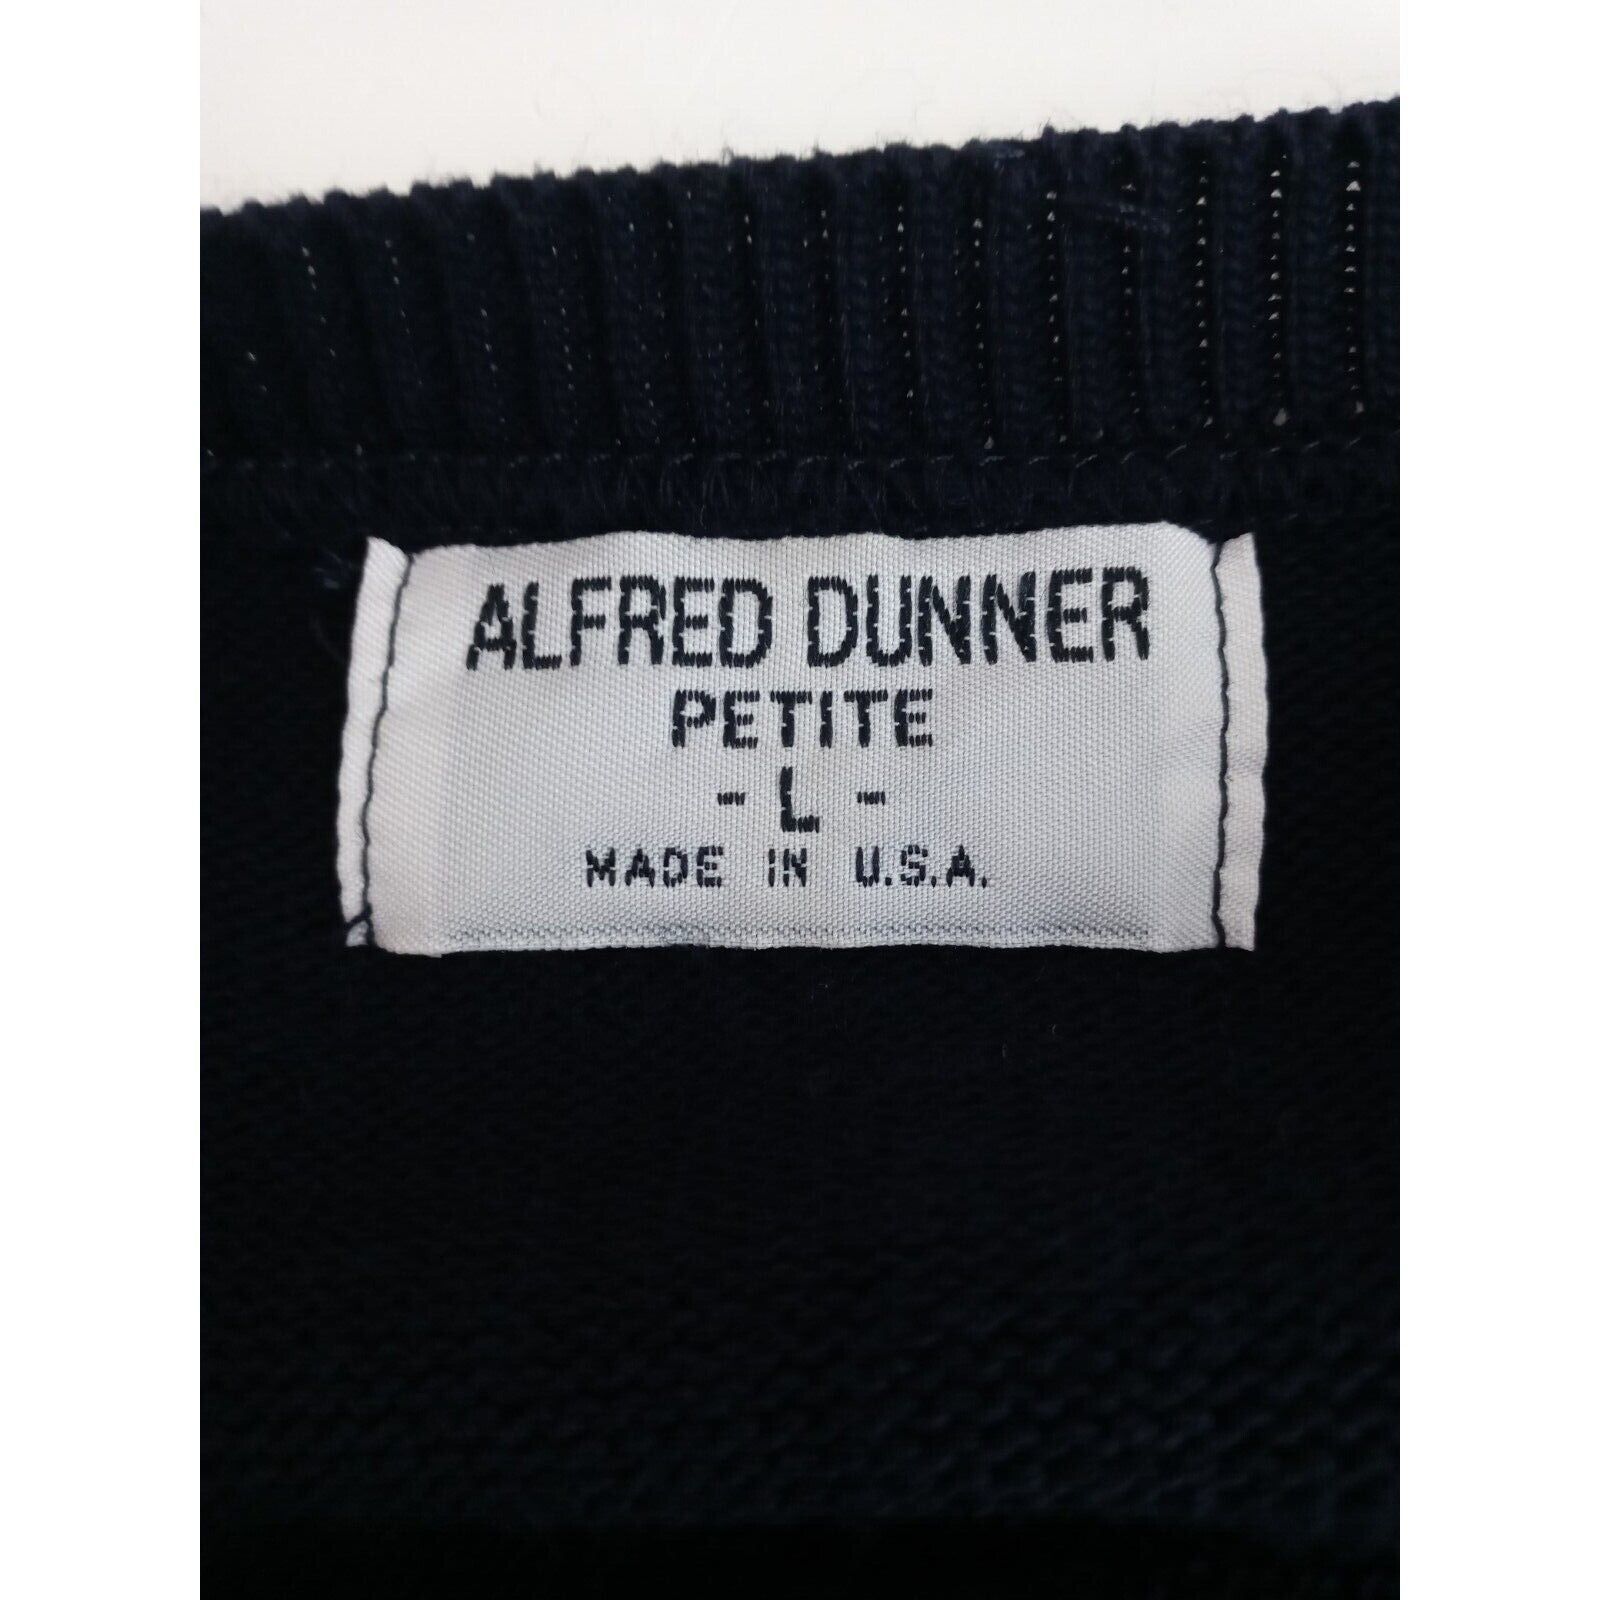 ALFRED DUNNER
PETITE
- L -
MADE IN U.S.A.